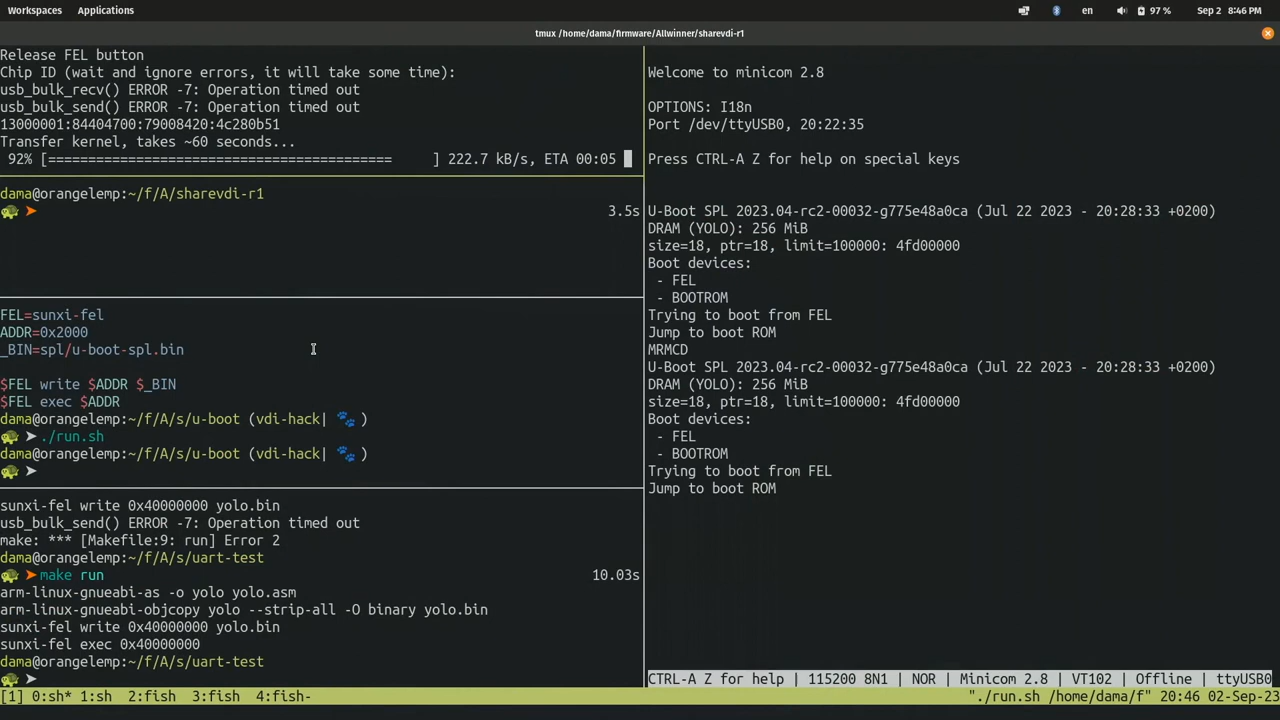 Workspaces Applications en 97 % Sep 2 8:46 PM
tmux /home/dama/firmware/Allwinner/sharevdi-r1
Release FEL button
Chip ID (wait and ignore errors, it will take some time):
usb_bulk_recv() ERROR -7: Operation timed out
usb_bulk_send() ERROR -7: Operation timed out
13000001:84404700:79008420:4c280b51
Transfer kernel, takes ~60 seconds...
92% [=========================================== ] 222.7 kB/s, ETA 00:05
dama@orangelemp:~/f/A/sharevdi-r1
➤ 3.5s
FEL=sunxi-fel
ADDR=0x2000
_BIN=spl/u-boot-spl.bin
$FEL write $ADDR $_BIN
$FEL exec $ADDR
dama@orangelemp:~/f/A/s/u-boot (vdi-hack| 🐾 )
🐢 ➤ ./run.sh
dama@orangelemp:~/f/A/s/u-boot (vdi-hack| 🐾 )
🐢 ➤
sunxi-fel write 0x40000000 yolo.bin
usb_bulk_send() ERROR -7: Operation timed out
make: *** [Makefile:9: run] Error 2
dama@orangelemp:~/f/A/s/uart-test
🐢 ➤ make run 10.03s
arm-linux-gnueabi-as -o yolo yolo.asm
arm-linux-gnueabi-objcopy yolo --strip-all -O binary yolo.bin
sunxi-fel write 0x40000000 yolo.bin
sunxi-fel exec 0x40000000
dama@orangelemp:~/f/A/s/uart-test
🐢 ➤
Welcome to minicom 2.8
OPTIONS: I18n
Port /dev/ttyUSB0, 20:22:35
Press CTRL-A Z for help on special keys
U-Boot SPL 2023.04-rc2-00032-g775e48a0ca (Jul 22 2023 - 20:28:33 +0200)
DRAM (YOLO): 256 MiB
size=18, ptr=18, limit=100000: 4fd00000
Boot devices:
- FEL
- BOOTROM
Trying to boot from FEL
Jump to boot ROM
MRMCD
U-Boot SPL 2023.04-rc2-00032-g775e48a0ca (Jul 22 2023 - 20:28:33 +0200)
DRAM (YOLO): 256 MiB
size=18, ptr=18, limit=100000: 4fd00000
Boot devices:
- FEL
- BOOTROM
Trying to boot from FEL
Jump to boot ROM
CTRL-A Z for help | 115200 8N1 | NOR | Minicom 2.8 | VT102 | Offline | ttyUSB0
[1] 0:sh* 1:sh 2:fish 3:fish 4:fish- "./run.sh /home/dama/f" 20:46 02-Sep-23